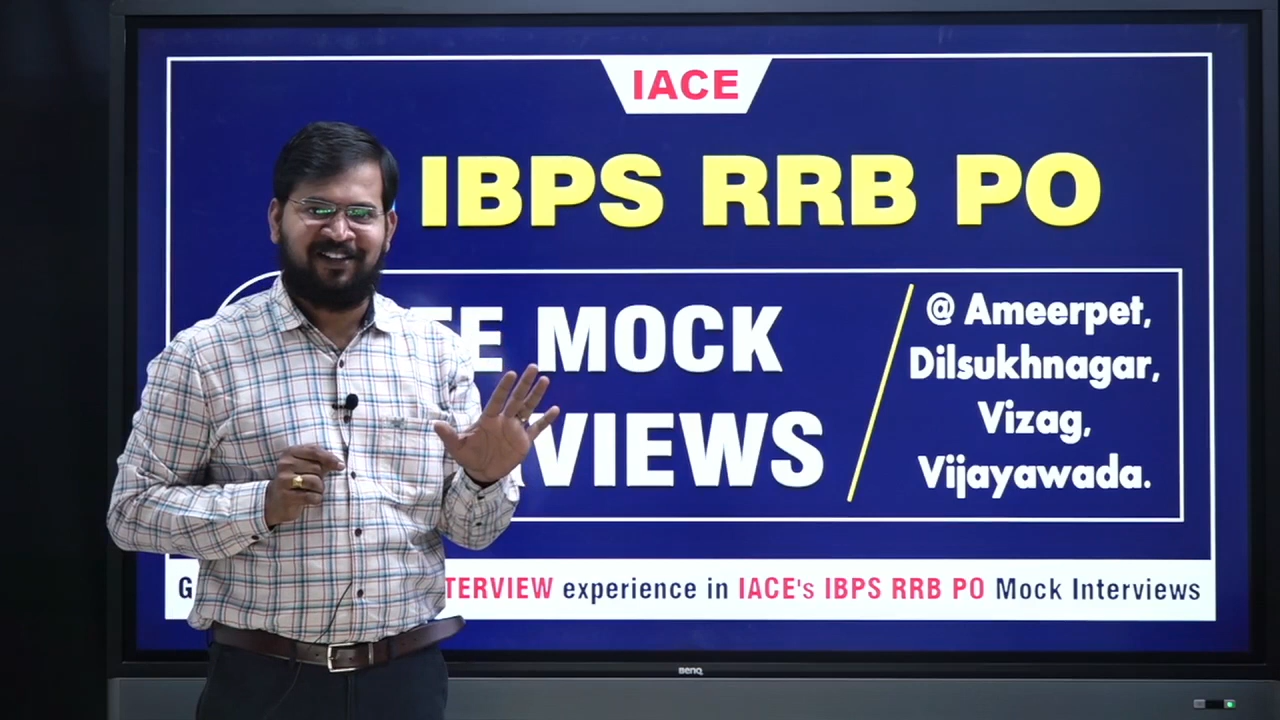 IACE
IBPS RRB PO
EE MOCK
VIEWS
@ Ameerpet,
Dilsukhnagar,
Vizag,
Vijayawada.
G TERVIEW experience in IACE's IBPS RRB PO Mock Interviews
BenQ